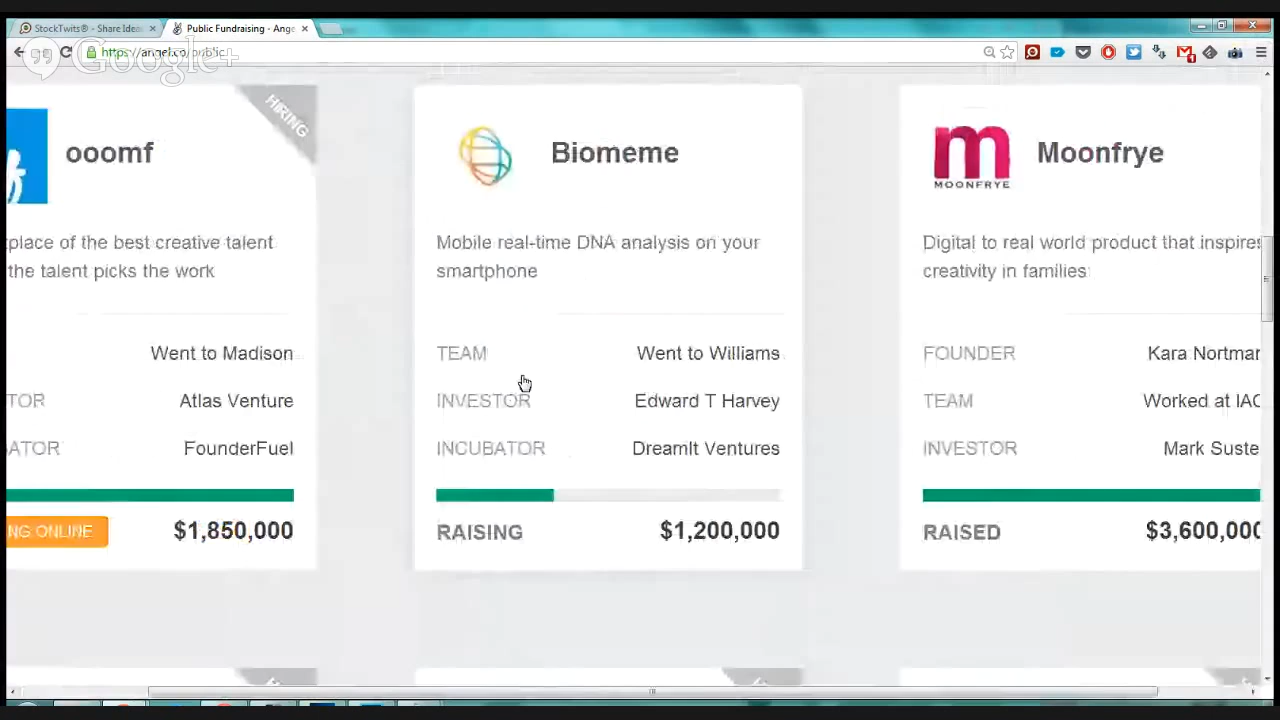 StockTwits® - Share Idea
Public Fundraising - Ange
https://angel.co/public
Google+
HIRING
ooomf
place of the best creative talent
the talent picks the work
Went to Madison
TOR Atlas Venture
ATOR FounderFuel
NG ONLINE $1,850,000
Biomeme
Mobile real-time DNA analysis on your
smartphone
TEAM Went to Williams
INVESTOR Edward T Harvey
INCUBATOR DreamIt Ventures
RAISING $1,200,000
MOONFRYE
Moonfrye
Digital to real world product that inspires
creativity in families
FOUNDER Kara Nortman
TEAM Worked at IAC
INVESTOR Mark Suste
RAISED $3,600,000